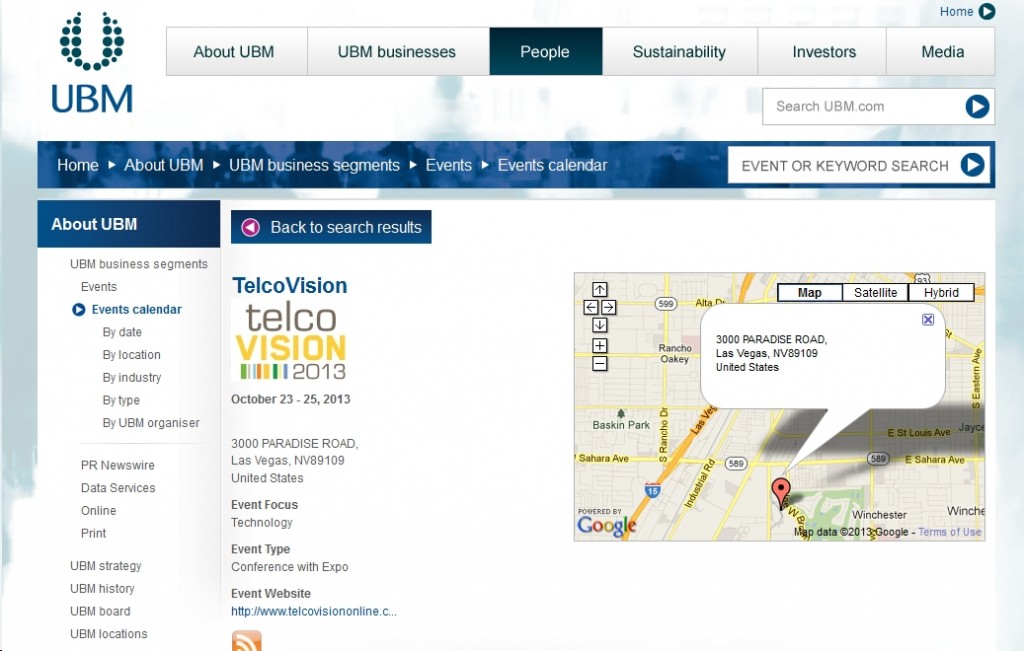 Home
UBM
About UBM
UBM businesses
People
Sustainability
Investors
Media
Search UBM.com
Home
About UBM
UBM business segments
Events
Events calendar
EVENT OR KEYWORD SEARCH
About UBM
UBM business segments
Events
Events calendar
By date
By location
By industry
By type
By UBM organiser
PR Newswire
Data Services
Online
Print
UBM strategy
UBM history
UBM board
UBM locations
Back to search results
TelcoVision
telco
VISION
2013
October 23 - 25, 2013
3000 PARADISE ROAD,
Las Vegas, NV89109
United States
Event Focus
Technology
Event Type
Conference with Expo
Event Website
http://www.telcovisiononline.c...
Map
Satellite
Hybrid
3000 PARADISE ROAD,
Las Vegas, NV89109
United States
93
599
Alta Dr
Rancho
Oakey
Baskin Park
S Rancho Dr
Las Veg
S Eastern Ave
E St Louis Ave
Jayce
W Sahara Ave
589
589
E Sahara Ave
15
Industrial Rd
Winchester
Winche
POWERED BY
Google
Map data ©2013 Google - Terms of Use